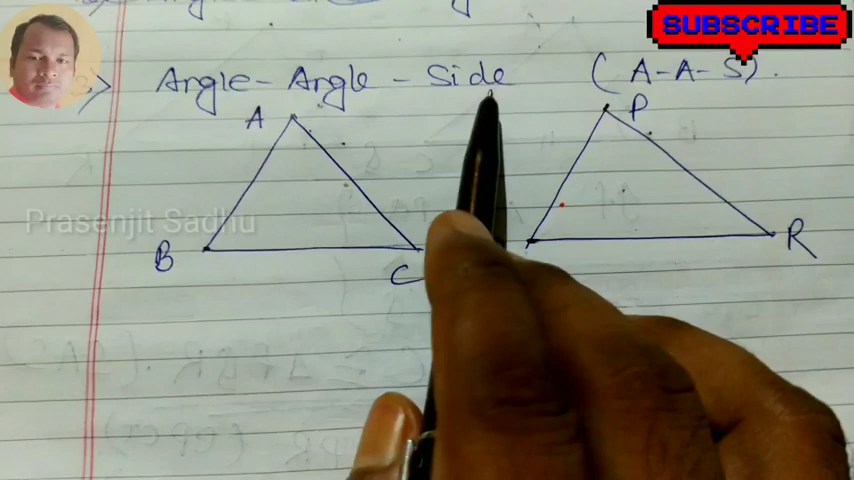 SUBSCRIBE
Angle - Angle - Side (A-A-S).
A P
Prasenjit Sadhu
B C R